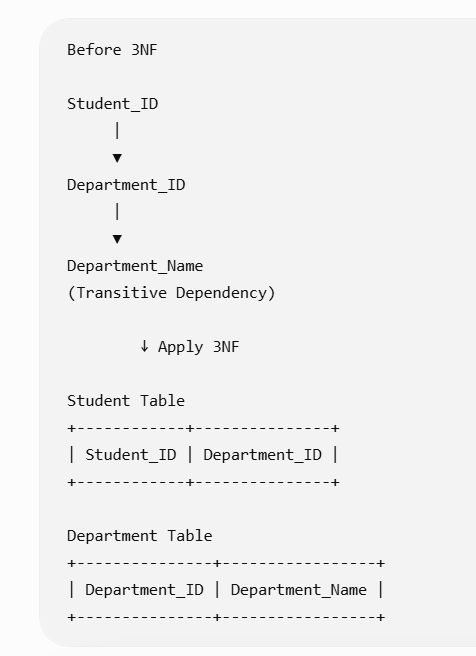 Before 3NF
Student_ID
|
▼
Department_ID
|
▼
Department_Name
(Transitive Dependency)
↓ Apply 3NF
Student Table
+------------+---------------+
| Student_ID | Department_ID |
+------------+---------------+
Department Table
+---------------+-----------------+
| Department_ID | Department_Name |
+---------------+-----------------+